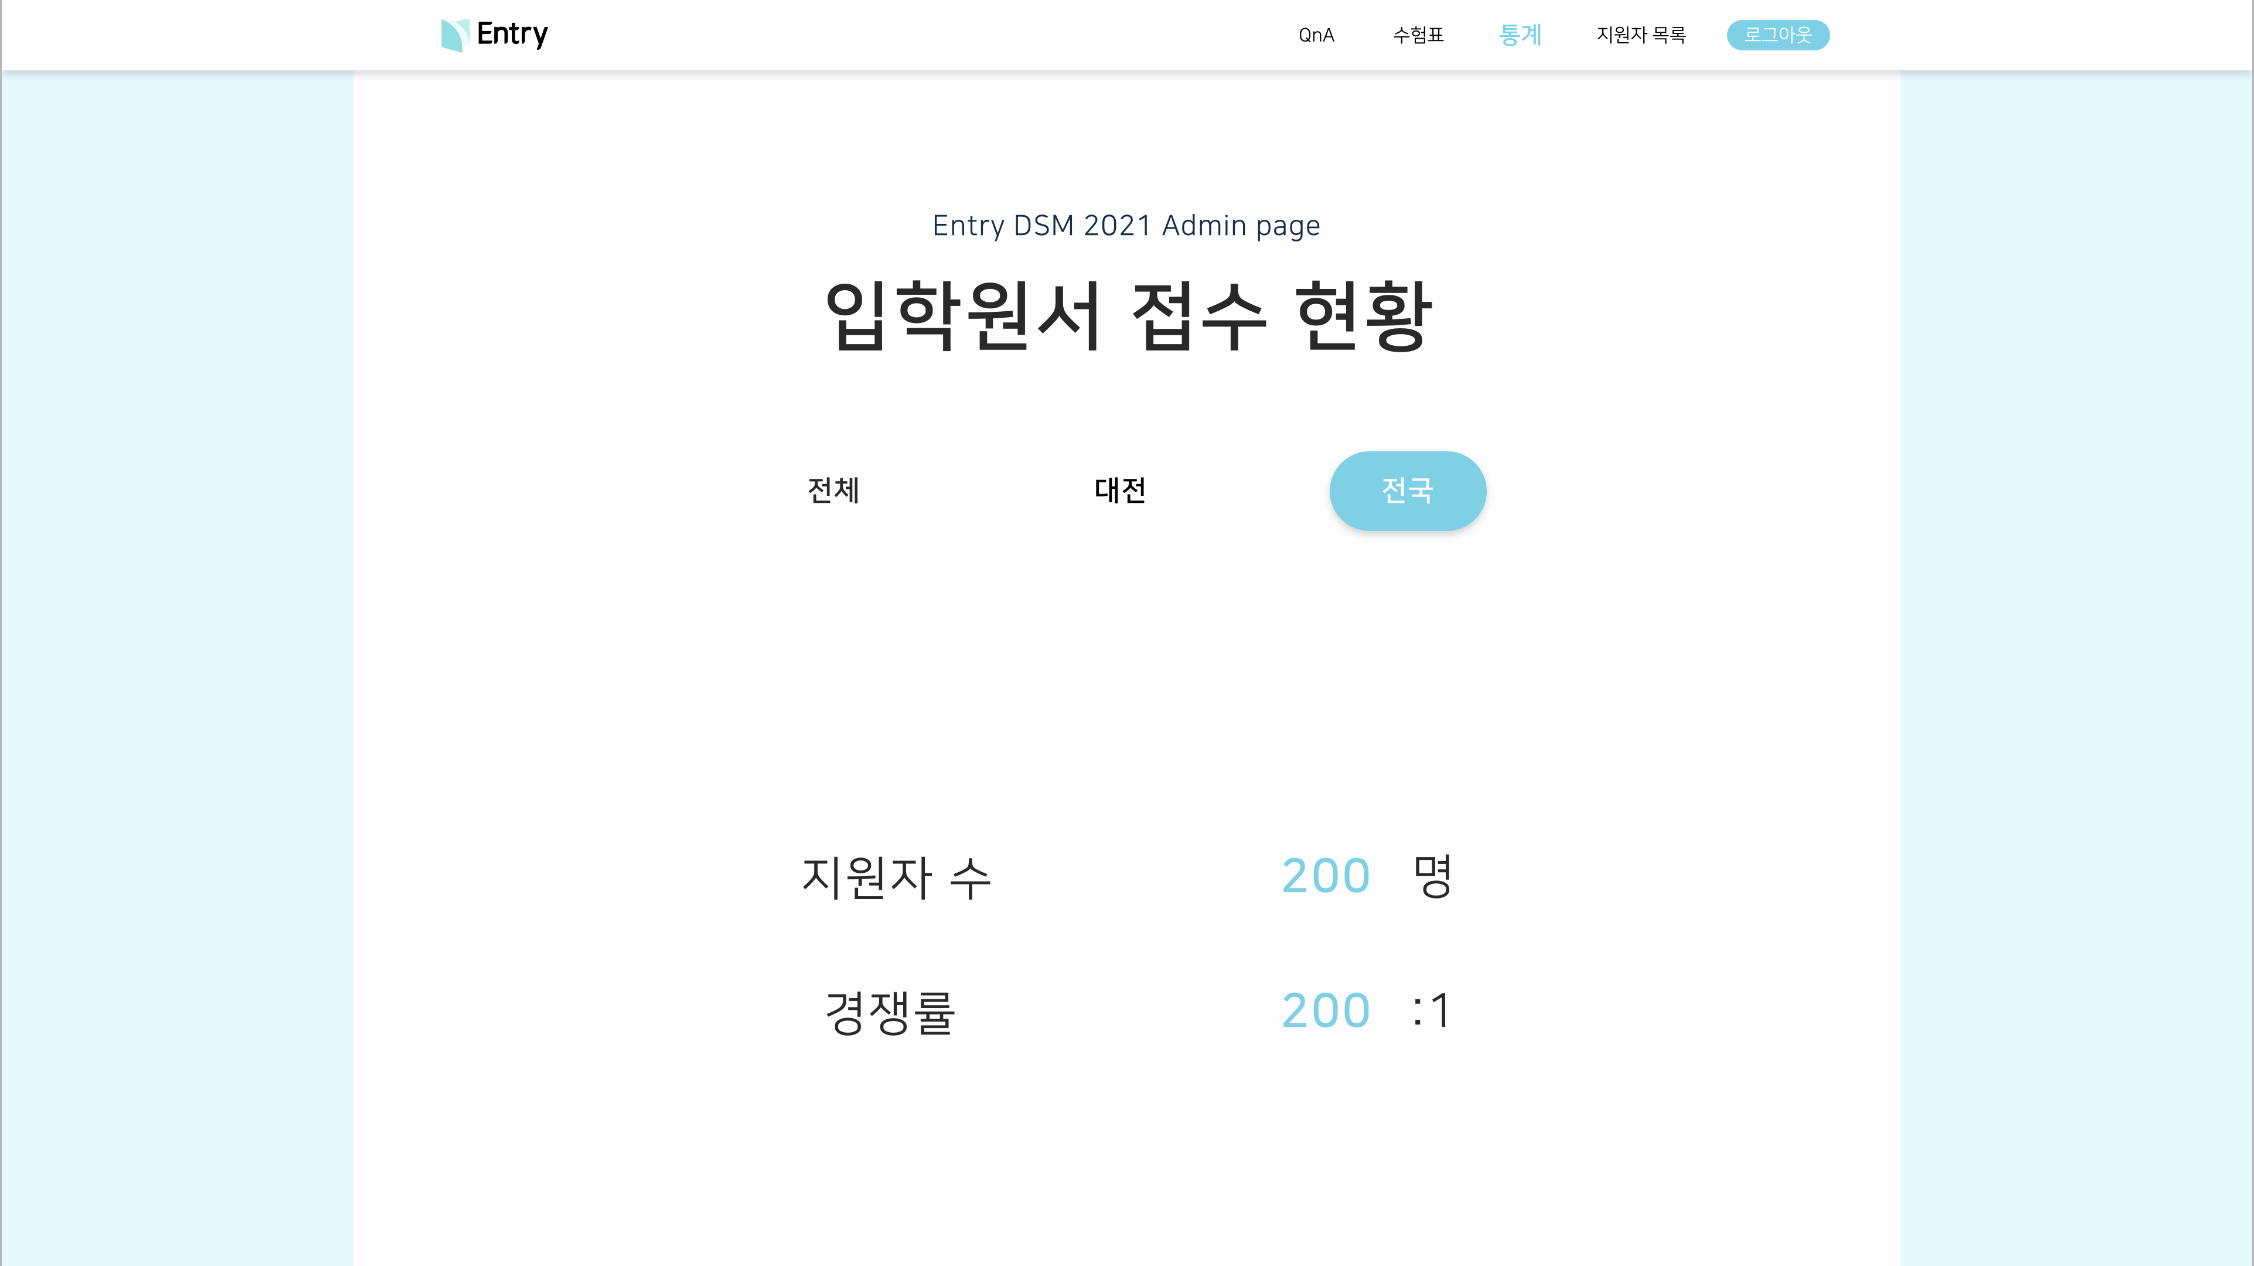 Entry
QnA 수험표 통계 지원자 목록 로그아웃
Entry DSM 2021 Admin page
입학원서 접수 현황
전체 대전 전국
지원자 수 200 명
경쟁률 200 :1